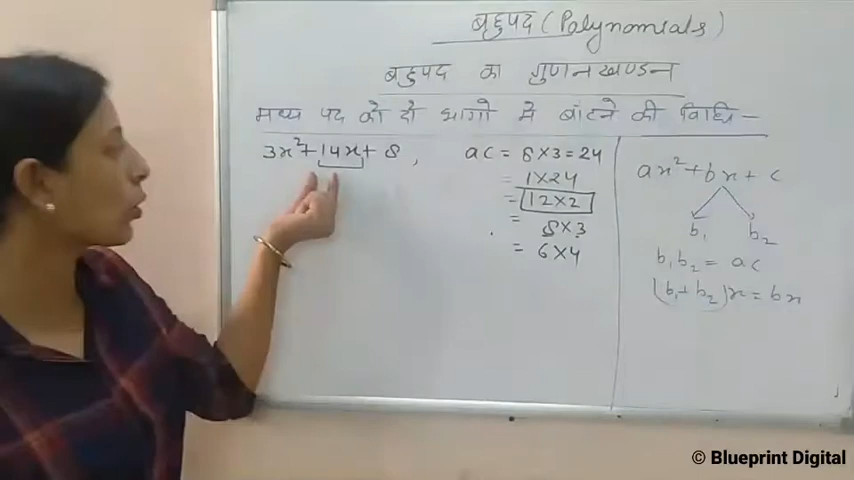 बहुपद (Polynomials)
बहुपद का गुणनखण्डन
मध्य पद को दो भागो मे बांटने की विधि–
3x² + 14x + 8 ,
ac = 8×3 = 24
= 1×24
= 12×2
= 8×3
= 6×4
ax² + bx + c
b₁ b₂
b₁b₂ = ac
(b₁+b₂)x = bx
© Blueprint Digital